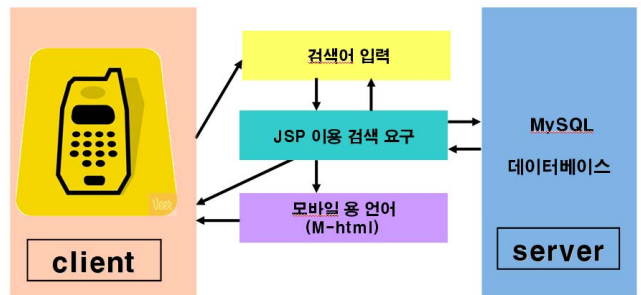 검색어 입력
JSP 이용 검색 요구
모바일 용 언어
(M-html)
client
MySQL
데이터베이스
server